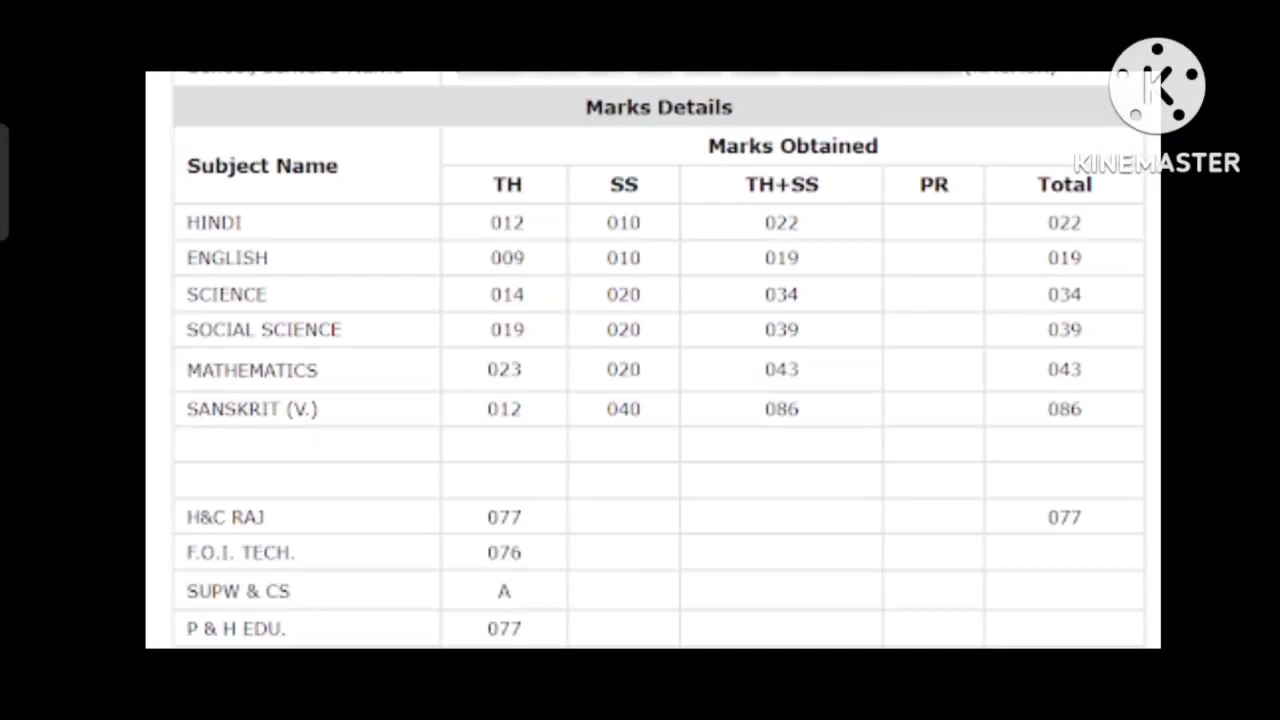 Marks Details
Subject Name
Marks Obtained
TH SS TH+SS PR Total
HINDI 012 010 022 022
ENGLISH 009 010 019 019
SCIENCE 014 020 034 034
SOCIAL SCIENCE 019 020 039 039
MATHEMATICS 023 020 043 043
SANSKRIT (V.) 012 040 086 086
H&C RAJ 077 077
F.O.I. TECH. 076
SUPW & CS A
P & H EDU. 077
KINEMASTER